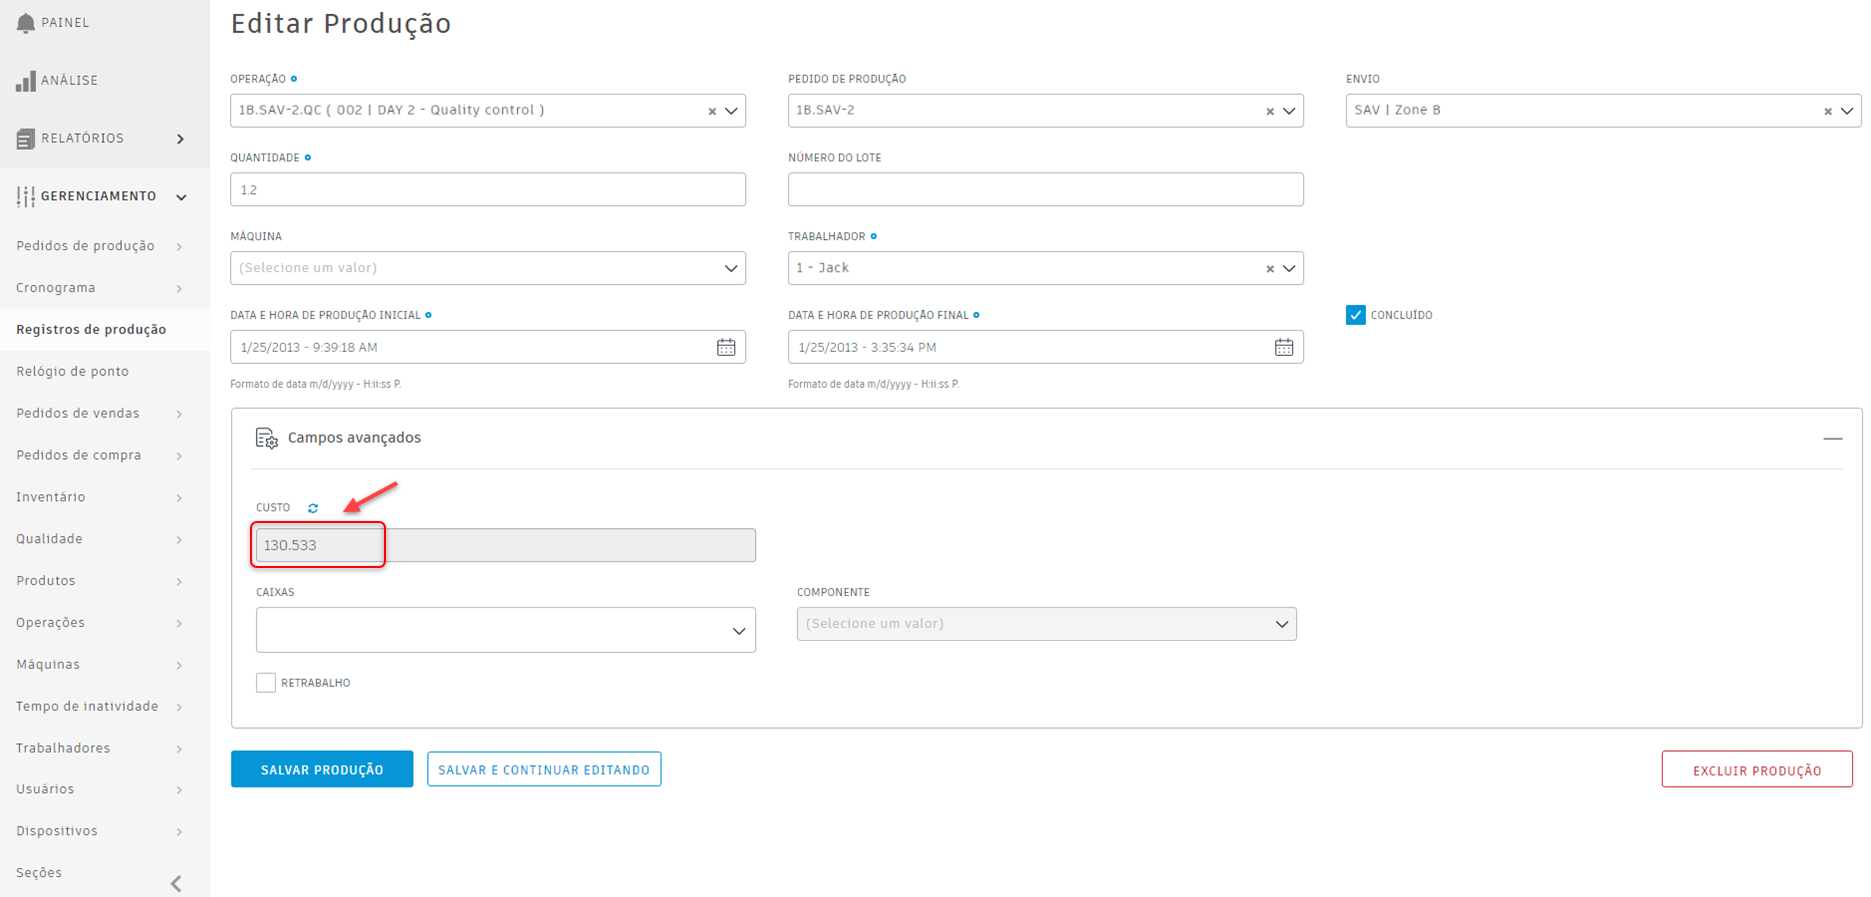 PAINEL
ANÁLISE
RELATÓRIOS
GERENCIAMENTO
Pedidos de produção
Cronograma
Registros de produção
Relógio de ponto
Pedidos de vendas
Pedidos de compra
Inventário
Qualidade
Produtos
Operações
Máquinas
Tempo de inatividade
Trabalhadores
Usuários
Dispositivos
Seções
Editar Produção
OPERAÇÃO
PEDIDO DE PRODUÇÃO
ENVIO
1B.SAV-2.QC ( 002 | DAY 2 - Quality control )
1B.SAV-2
SAV | Zone B
QUANTIDADE
NÚMERO DO LOTE
1.2
MÁQUINA
TRABALHADOR
(Selecione um valor)
1 - Jack
DATA E HORA DE PRODUÇÃO INICIAL
DATA E HORA DE PRODUÇÃO FINAL
CONCLUÍDO
1/25/2013 - 9:39:18 AM
1/25/2013 - 3:35:34 PM
Formato de data m/d/yyyy - H:ii:ss P.
Formato de data m/d/yyyy - H:ii:ss P.
Campos avançados
CUSTO
130.533
CAIXAS
COMPONENTE
(Selecione um valor)
RETRABALHO
SALVAR PRODUÇÃO
SALVAR E CONTINUAR EDITANDO
EXCLUIR PRODUÇÃO